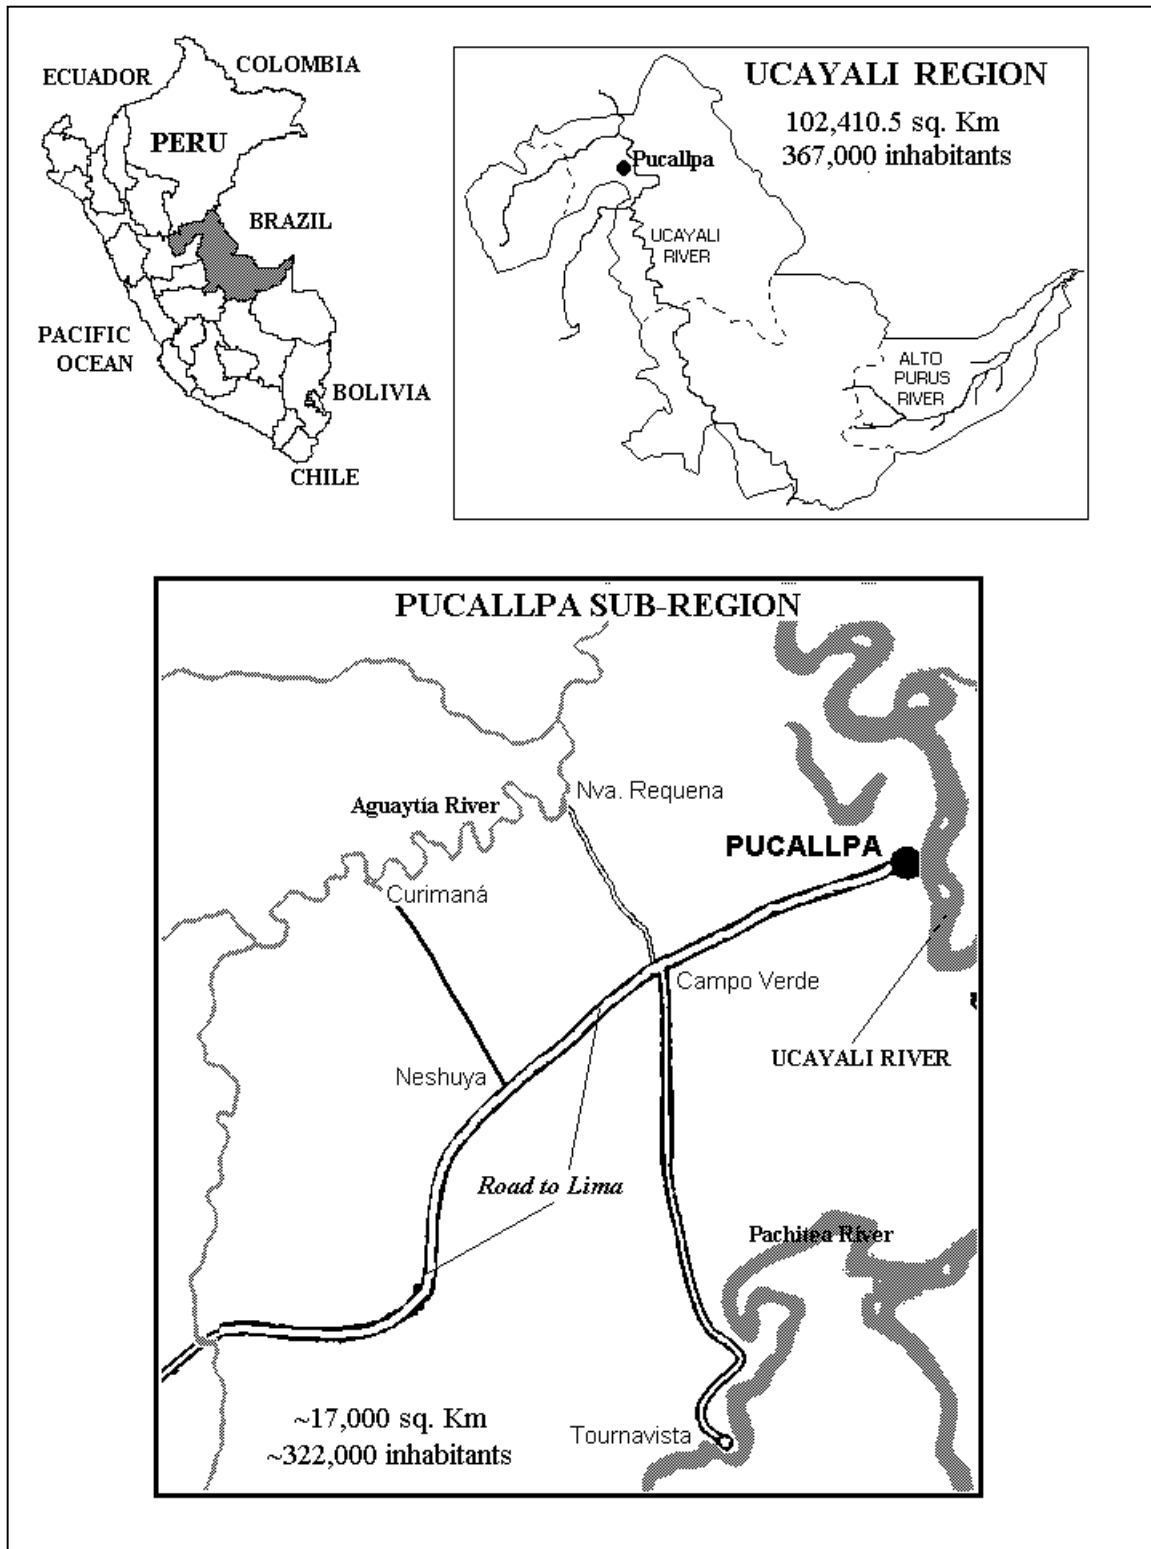 ECUADOR
COLOMBIA
PERU
BRAZIL
PACIFIC
OCEAN
BOLIVIA
CHILE
UCAYALI REGION
102,410.5 sq. Km
367,000 inhabitants
Pucallpa
UCAYALI
RIVER
ALTO
PURUS
RIVER
PUCALLPA SUB-REGION
Nva. Requena
Aguaytía River
PUCALLPA
Curimaná
Campo Verde
UCAYALI RIVER
Neshuya
Road to Lima
Pachitea River
~17,000 sq. Km
~322,000 inhabitants
Tournavista